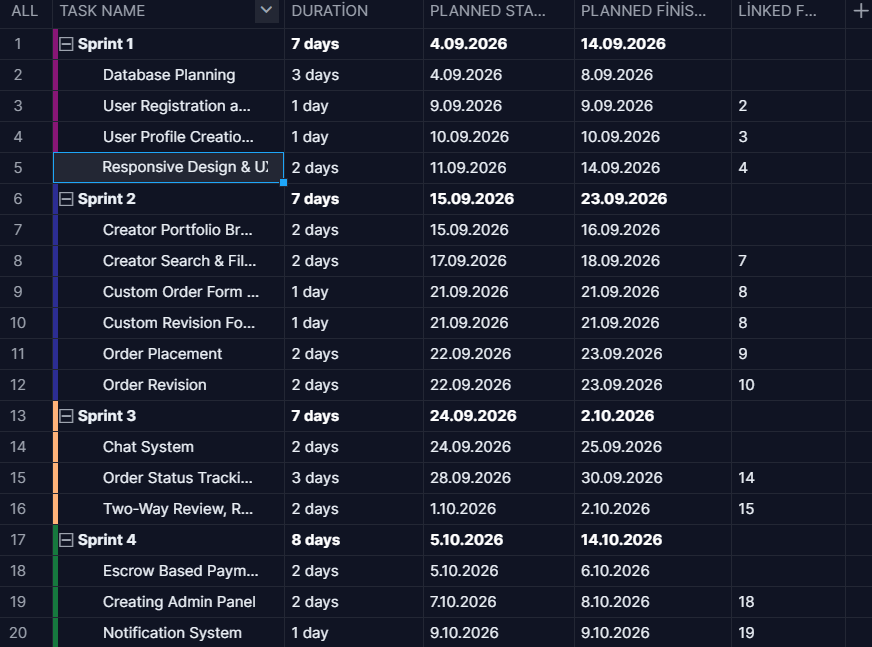 ALL TASK NAME DURATİON PLANNED STA... PLANNED FİNİS... LİNKED F...
1 Sprint 1 7 days 4.09.2026 14.09.2026
2 Database Planning 3 days 4.09.2026 8.09.2026
3 User Registration a... 1 day 9.09.2026 9.09.2026 2
4 User Profile Creatio... 1 day 10.09.2026 10.09.2026 3
5 Responsive Design & UX 2 days 11.09.2026 14.09.2026 4
6 Sprint 2 7 days 15.09.2026 23.09.2026
7 Creator Portfolio Br... 2 days 15.09.2026 16.09.2026
8 Creator Search & Fil... 2 days 17.09.2026 18.09.2026 7
9 Custom Order Form ... 1 day 21.09.2026 21.09.2026 8
10 Custom Revision Fo... 1 day 21.09.2026 21.09.2026 8
11 Order Placement 2 days 22.09.2026 23.09.2026 9
12 Order Revision 2 days 22.09.2026 23.09.2026 10
13 Sprint 3 7 days 24.09.2026 2.10.2026
14 Chat System 2 days 24.09.2026 25.09.2026
15 Order Status Tracki... 3 days 28.09.2026 30.09.2026 14
16 Two-Way Review, R... 2 days 1.10.2026 2.10.2026 15
17 Sprint 4 8 days 5.10.2026 14.10.2026
18 Escrow Based Paym... 2 days 5.10.2026 6.10.2026
19 Creating Admin Panel 2 days 7.10.2026 8.10.2026 18
20 Notification System 1 day 9.10.2026 9.10.2026 19